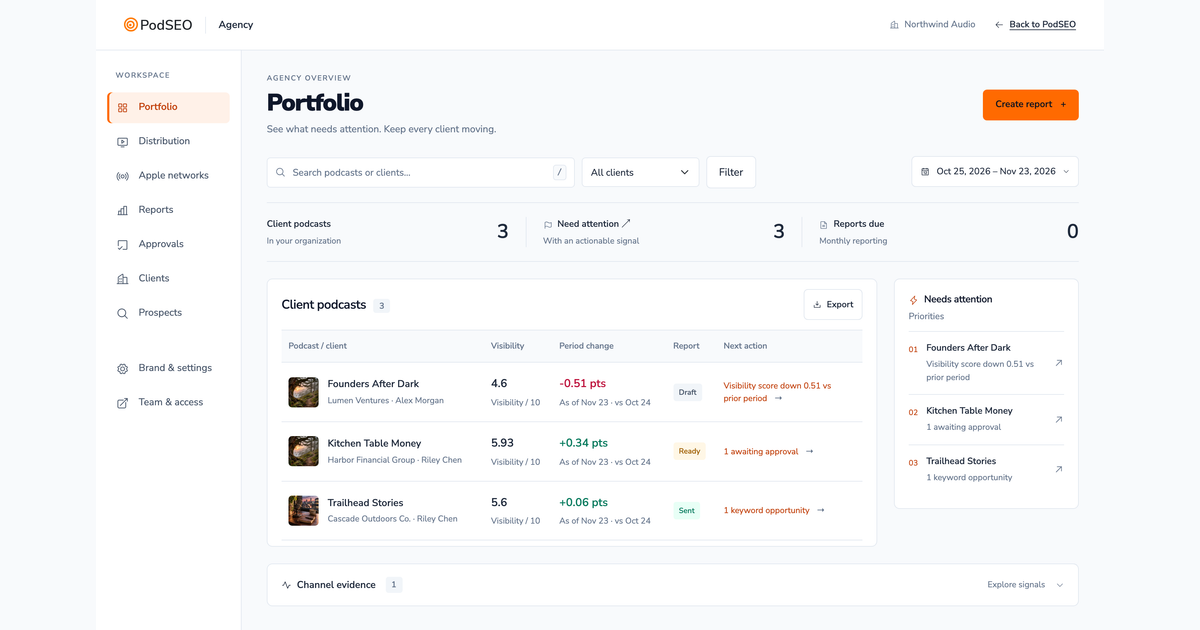 PodSEO
Agency
Northwind Audio
← Back to PodSEO
WORKSPACE
Portfolio
Distribution
Apple networks
Reports
Approvals
Clients
Prospects
Brand & settings
Team & access
AGENCY OVERVIEW
Portfolio
See what needs attention. Keep every client moving.
Create report +
Search podcasts or clients...
/
All clients
Filter
Oct 25, 2026 – Nov 23, 2026
Client podcasts
In your organization
3
Need attention
With an actionable signal
3
Reports due
Monthly reporting
0
Client podcasts 3
Export
Podcast / client Visibility Period change Report Next action
Founders After Dark
Lumen Ventures · Alex Morgan
4.6
Visibility / 10
-0.51 pts
As of Nov 23 · vs Oct 24
Draft
Visibility score down 0.51 vs
prior period →
Kitchen Table Money
Harbor Financial Group · Riley Chen
5.93
Visibility / 10
+0.34 pts
As of Nov 23 · vs Oct 24
Ready
1 awaiting approval →
Trailhead Stories
Cascade Outdoors Co. · Riley Chen
5.6
Visibility / 10
+0.06 pts
As of Nov 23 · vs Oct 24
Sent
1 keyword opportunity →
Needs attention
Priorities
01 Founders After Dark
Visibility score down 0.51 vs
prior period
02 Kitchen Table Money
1 awaiting approval
03 Trailhead Stories
1 keyword opportunity
Channel evidence 1
Explore signals